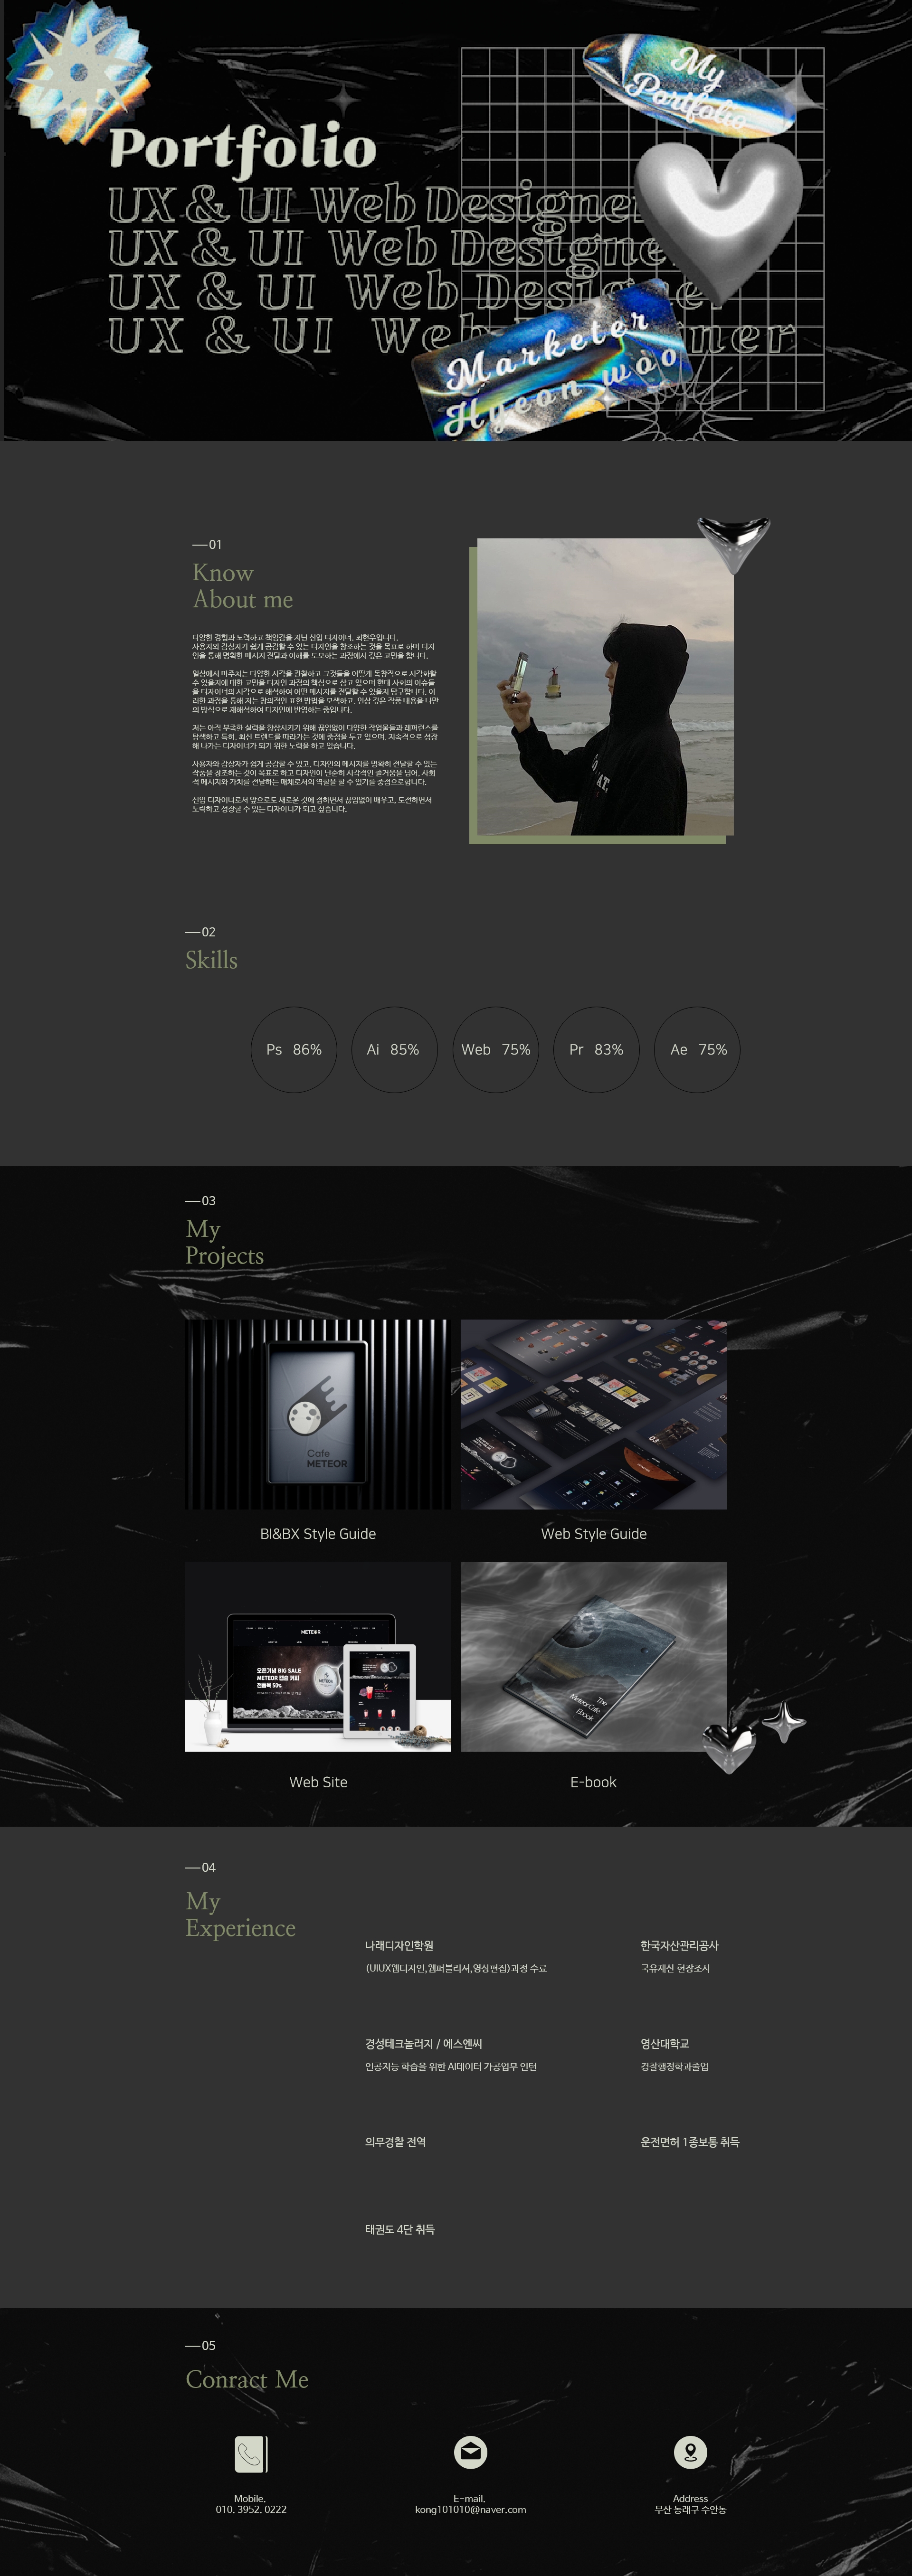 My
Portfolio
Portfolio
UX & UI Web Designer
UX & UI Web Designer
UX & UI Web Designer
UX & UI Web Designer
Marketer
Hyeon woo
01
Know
About me
다양한 경험과 노력하고 책임감을 지닌 신입 디자이너, 최현우입니다.
사용자와 감상자가 쉽게 공감할 수 있는 디자인을 창조하는 것을 목표로 하며 디자
인을 통해 명확한 메시지 전달과 이해를 도모하는 과정에서 깊은 고민을 합니다.
일상에서 마주치는 다양한 시각을 관찰하고 그것들을 어떻게 독창적으로 시각화할
수 있을지에 대한 고민을 디자인 과정의 핵심으로 삼고 있으며 현대 사회의 이슈들
을 디자이너의 시각으로 해석하여 어떤 메시지를 전달할 수 있을지 탐구합니다. 이
러한 과정을 통해 저는 창의적인 표현 방법을 모색하고, 인상 깊은 작품 내용을 나만
의 방식으로 재해석하여 디자인에 반영하는 중입니다.
저는 아직 부족한 실력을 향상시키기 위해 끊임없이 다양한 작업물들과 레퍼런스를
탐색하고 특히, 최신 트렌드를 따라가는 것에 중점을 두고 있으며, 지속적으로 성장
해 나가는 디자이너가 되기 위한 노력을 하고 있습니다.
사용자와 감상자가 쉽게 공감할 수 있고, 디자인의 메시지를 명확히 전달할 수 있는
작품을 창조하는 것이 목표로 하고 디자인이 단순히 시각적인 즐거움을 넘어, 사회
적 메시지와 가치를 전달하는 매체로서의 역할을 할 수 있기를 중점으로합니다.
신입 디자이너로서 앞으로도 새로운 것에 접하면서 끊임없이 배우고, 도전하면서
노력하고 성장할 수 있는 디자이너가 되고 싶습니다.
02
Skills
Ps 86%
Ai 85%
Web 75%
Pr 83%
Ae 75%
03
My
Projects
Cafe
METEOR
BI&BX Style Guide
Web Style Guide
METEOR
오픈기념 BIG SALE
METEOR 캡슐 커피
전품목 50%
The
MeteorCafe
Ebook
Web Site
E-book
04
My
Experience
나래디자인학원
(UIUX웹디자인,웹퍼블리셔,영상편집)과정 수료
한국자산관리공사
국유재산 현장조사
경성테크놀러지 / 에스엔씨
인공지능 학습을 위한 AI데이터 가공업무 인턴
영산대학교
경찰행정학과졸업
의무경찰 전역
운전면허 1종보통 취득
태권도 4단 취득
05
Conract Me
Mobile.
010. 3952. 0222
E-mail.
kong101010@naver.com
Address
부산 동래구 수안동